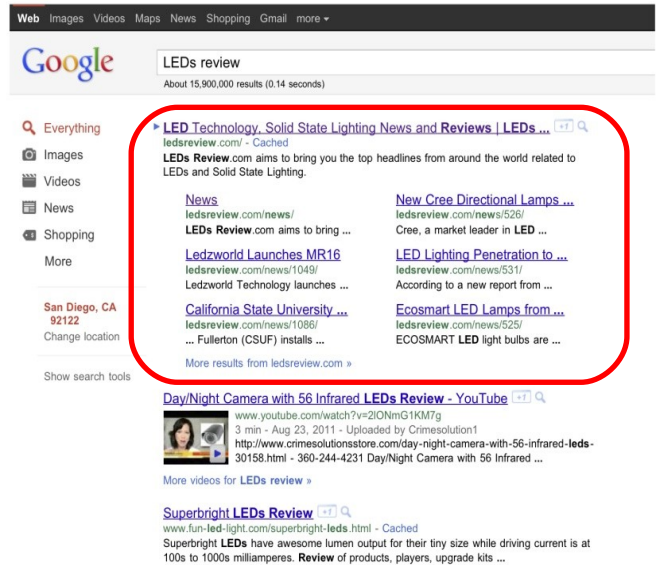 Web Images Videos Maps News Shopping Gmail more
Google
LEDs review
About 15,900,000 results (0.14 seconds)
Everything
Images
Videos
News
Shopping
More
San Diego, CA
92122
Change location
Show search tools
LED Technology, Solid State Lighting News and Reviews | LEDs ... +1
ledsreview.com/ - Cached
LEDs Review.com aims to bring you the top headlines from around the world related to
LEDs and Solid State Lighting.
News
ledsreview.com/news/
LEDs Review.com aims to bring ...
New Cree Directional Lamps ...
ledsreview.com/news/526/
Cree, a market leader in LED ...
Ledzworld Launches MR16
ledsreview.com/news/1049/
Ledzworld Technology launches ...
LED Lighting Penetration to ...
ledsreview.com/news/531/
According to a new report from ...
California State University ...
ledsreview.com/news/1086/
... Fullerton (CSUF) installs ...
Ecosmart LED Lamps from ...
ledsreview.com/news/525/
ECOSMART LED light bulbs are ...
More results from ledsreview.com »
Day/Night Camera with 56 Infrared LEDs Review - YouTube +1
www.youtube.com/watch?v=2lONmG1KM7g
3 min - Aug 23, 2011 - Uploaded by Crimesolution1
http://www.crimesolutionsstore.com/day-night-camera-with-56-infrared-leds-
30158.html - 360-244-4231 Day/Night Camera with 56 Infrared ...
More videos for LEDs review »
Superbright LEDs Review +1
www.fun-led-light.com/superbright-leds.html - Cached
Superbright LEDs have awesome lumen output for their tiny size while driving current is at
100s to 1000s milliamperes. Review of products, players, upgrade kits ...